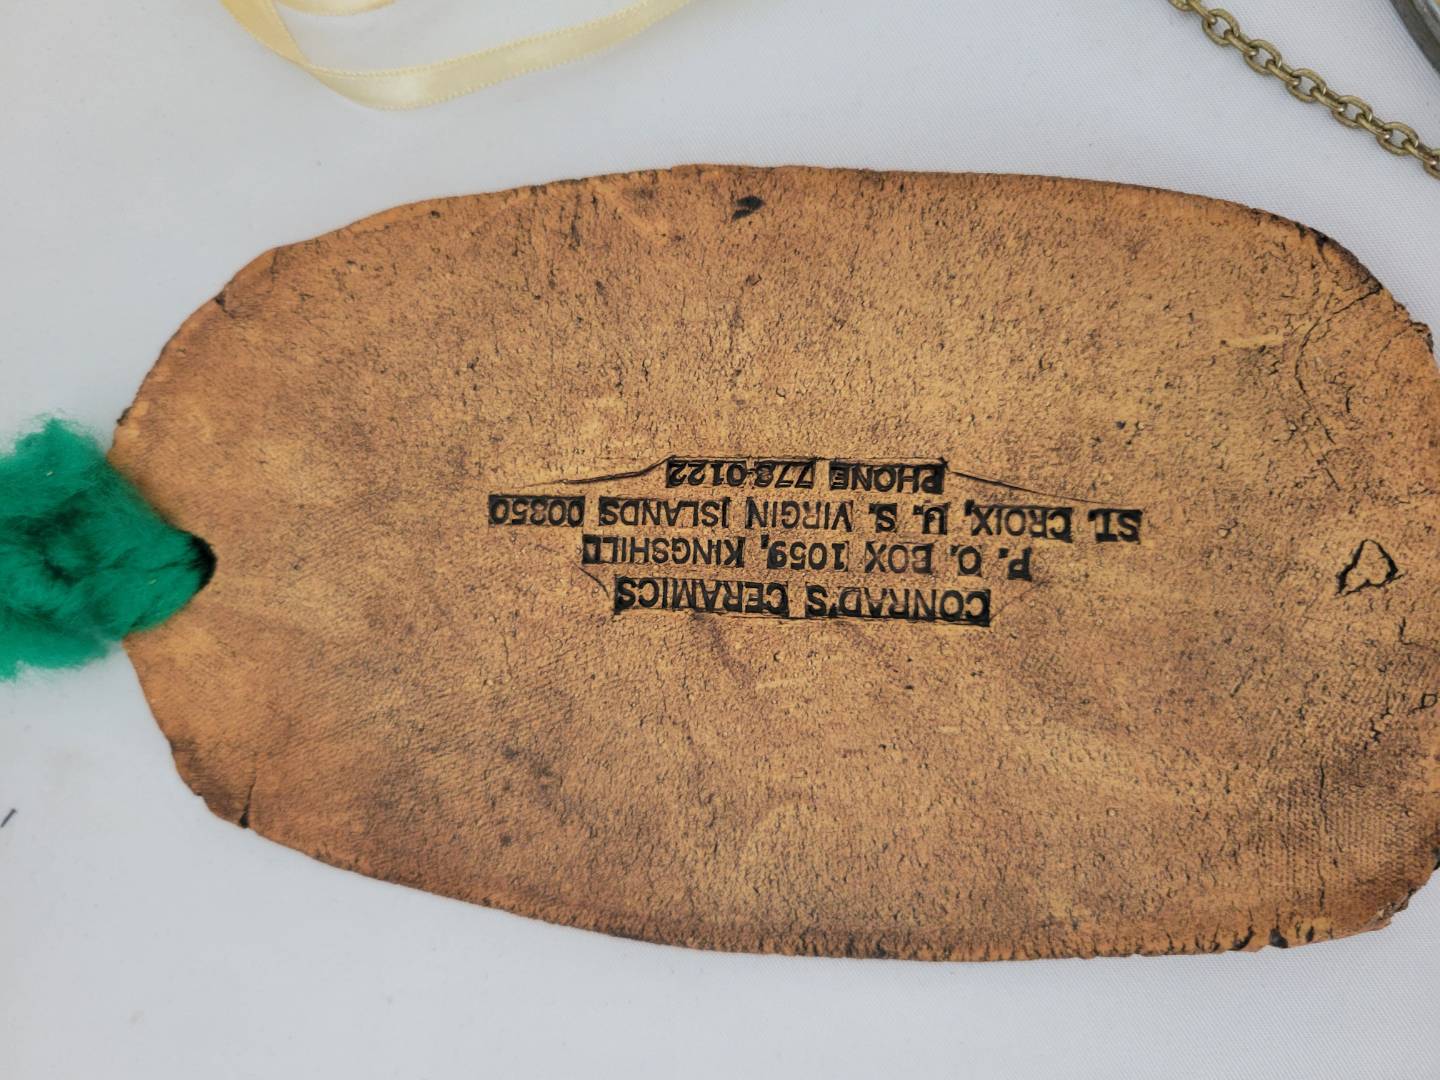 CONRAD'S CERAMICS
P. O. BOX 1059, KINGSHILL
ST. CROIX, U. S. VIRGIN ISLANDS 00850
PHONE 778-0122